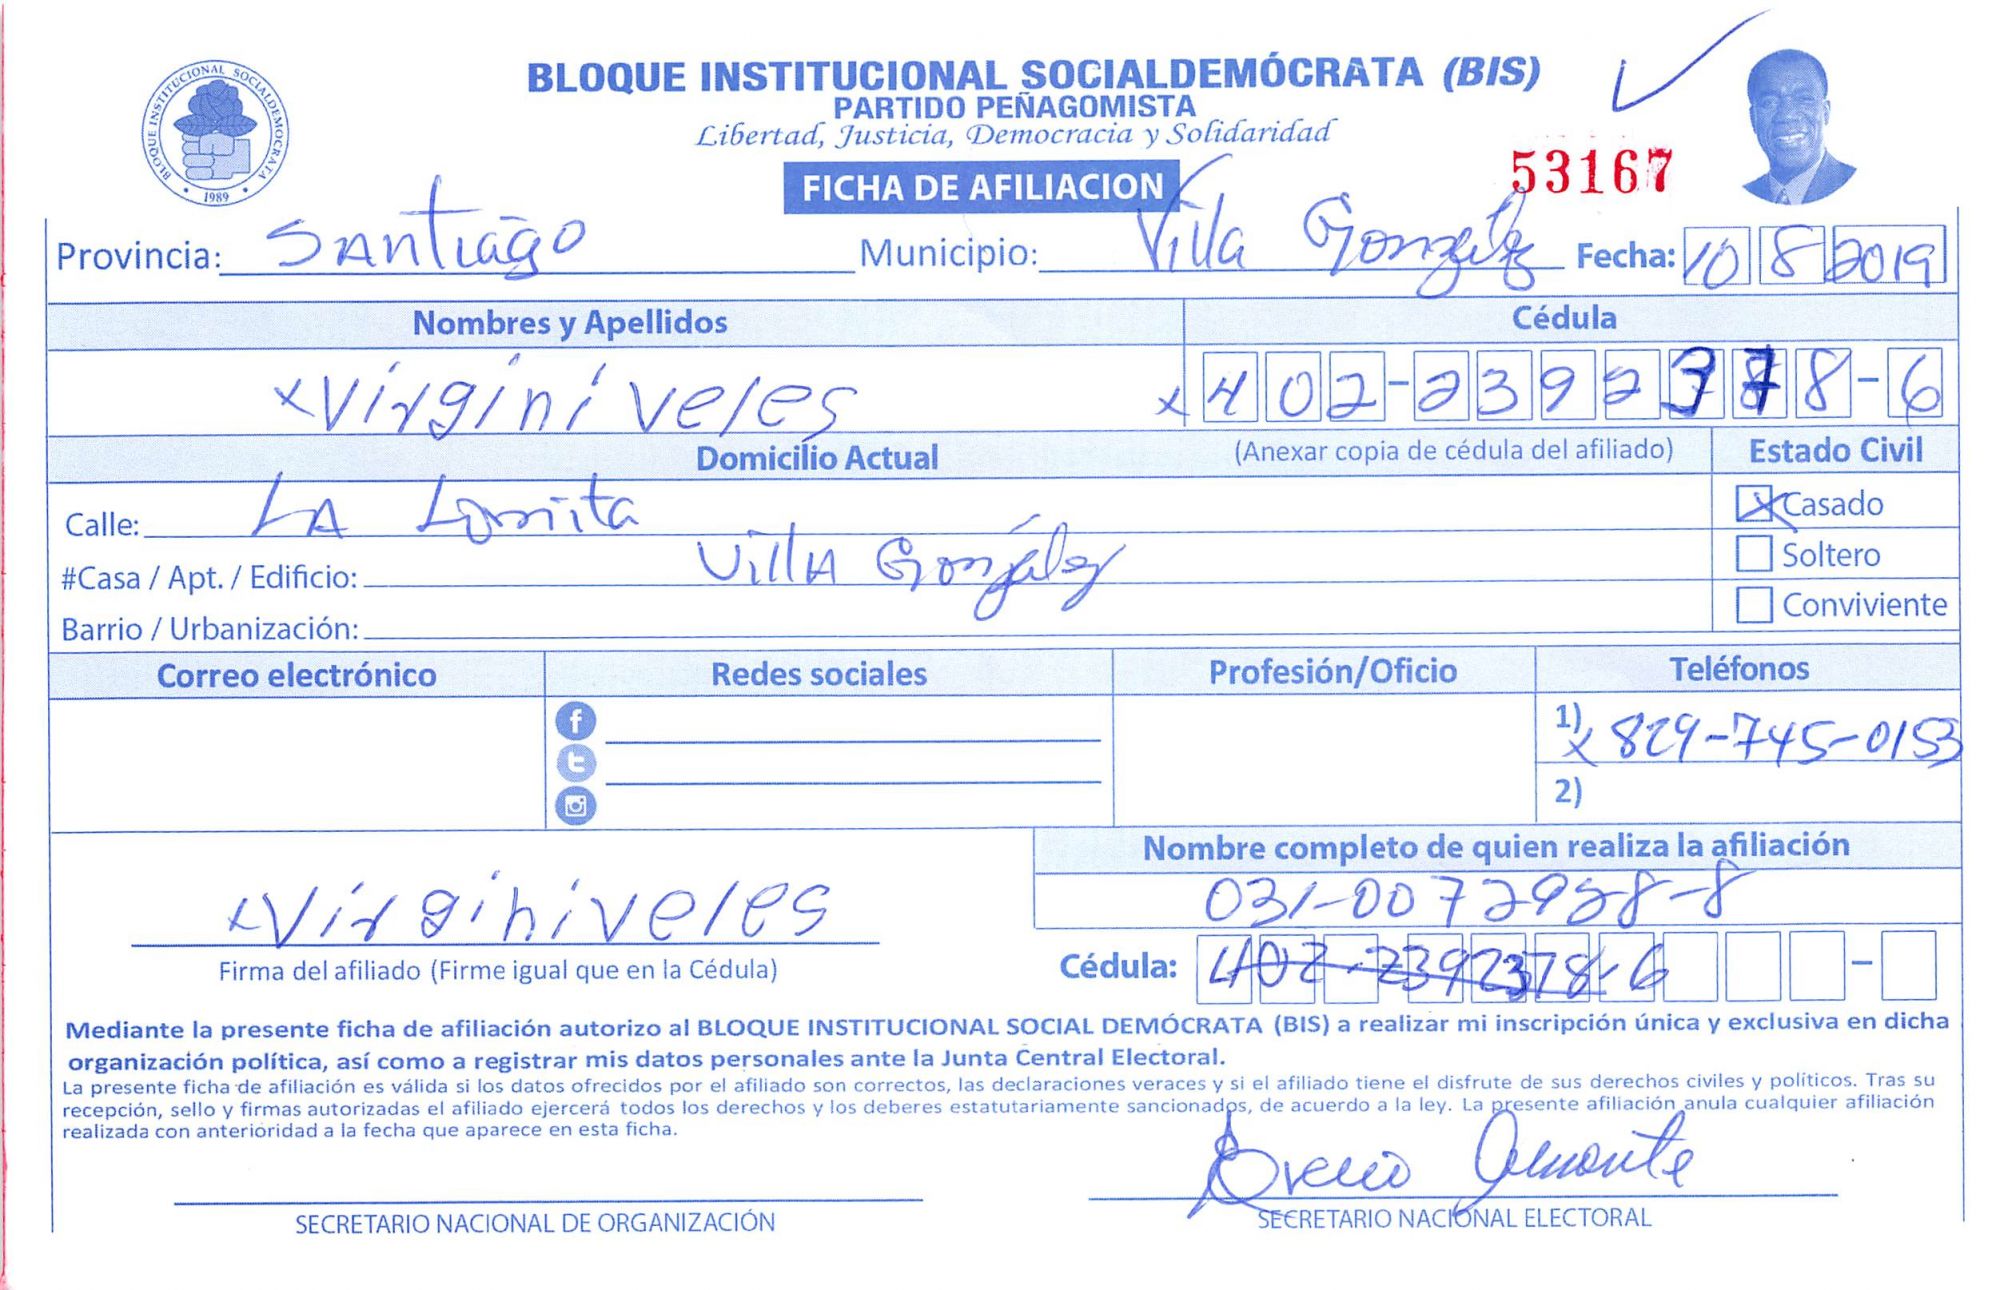 BLOQUE INSTITUCIONAL SOCIALDEMÓCRATA (BIS)
PARTIDO PEÑAGOMISTA
Libertad, Justicia, Democracia y Solidaridad
BLOQUE INSTITUCIONAL SOCIALDEMOCRATA
1989
FICHA DE AFILIACION
53167
Provincia: SANTIAGO Municipio: Villa González Fecha: 10 8 2019
Nombres y Apellidos Cédula
x Virgini veles x 402-2392378-6
Domicilio Actual (Anexar copia de cédula del afiliado) Estado Civil
Calle: LA Lomita X Casado
#Casa / Apt. / Edificio: Villa González Soltero
Barrio / Urbanización: Conviviente
Correo electrónico Redes sociales Profesión/Oficio Teléfonos
1) x 829-745-0153
2)
Nombre completo de quien realiza la afiliación
031-0072958-8
x Virgini veles
Firma del afiliado (Firme igual que en la Cédula) Cédula: 402-2392378-6 -
Mediante la presente ficha de afiliación autorizo al BLOQUE INSTITUCIONAL SOCIAL DEMÓCRATA (BIS) a realizar mi inscripción única y exclusiva en dicha
organización política, así como a registrar mis datos personales ante la Junta Central Electoral.
La presente ficha de afiliación es válida si los datos ofrecidos por el afiliado son correctos, las declaraciones veraces y si el afiliado tiene el disfrute de sus derechos civiles y políticos. Tras su
recepción, sello y firmas autorizadas el afiliado ejercerá todos los derechos y los deberes estatutariamente sancionados, de acuerdo a la ley. La presente afiliación anula cualquier afiliación
realizada con anterioridad a la fecha que aparece en esta ficha.
SECRETARIO NACIONAL DE ORGANIZACIÓN SECRETARIO NACIONAL ELECTORAL